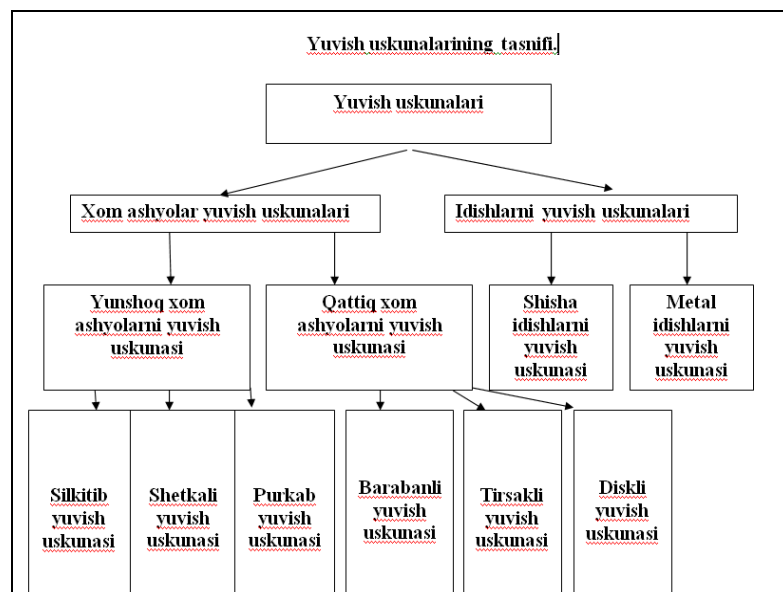 Yuvish uskunalarining tasnifi.
Yuvish uskunalari
Xom ashyolar yuvish uskunalari
Idishlarni yuvish uskunalari
Yunshoq xom
ashyolarni yuvish
uskunasi
Qattiq xom
ashyolarni yuvish
uskunasi
Shisha
idishlarni
yuvish
uskunasi
Metal
idishlarni
yuvish
uskunasi
Silkitib
yuvish
uskunasi
Shetkali
yuvish
uskunasi
Purkab
yuvish
uskunasi
Barabanli
yuvish
uskunasi
Tirsakli
yuvish
uskunasi
Diskli
yuvish
uskunasi